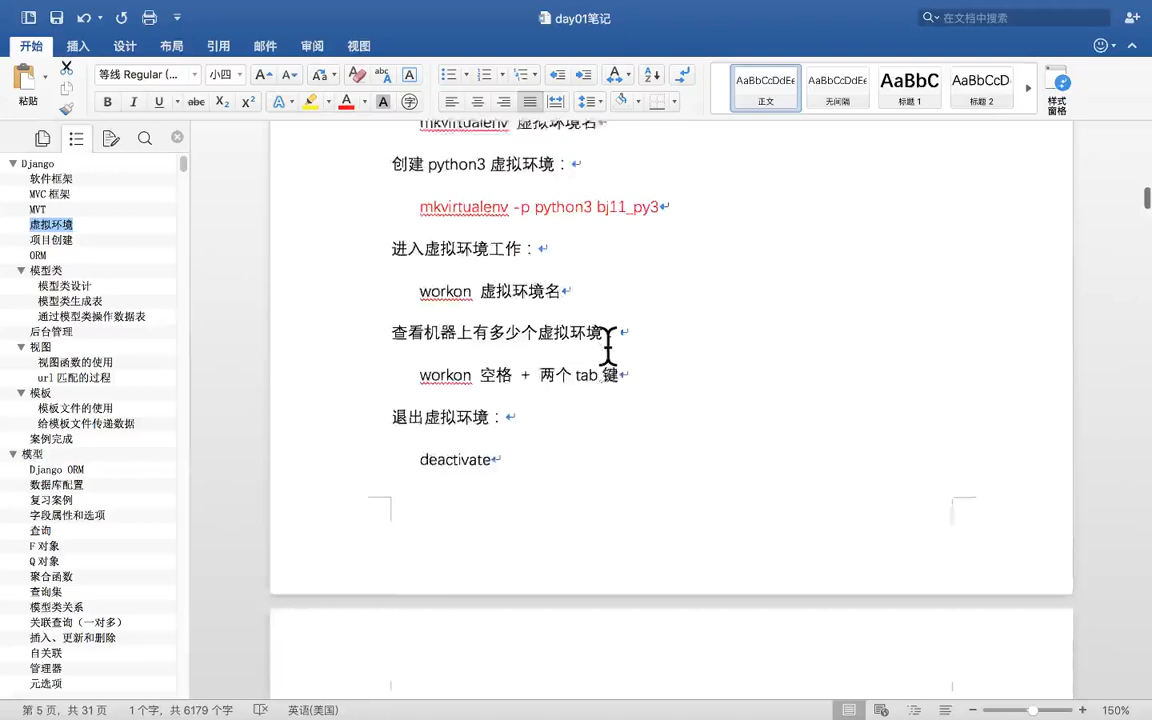 day01笔记
在文档中搜索
开始 插入 设计 布局 引用 邮件 审阅 视图
粘贴
等线 Regular (... 小四
AaBbCcDdEe 正文
AaBbCcDdEe 无间隔
AaBbC 标题 1
AaBbCcD 标题 2
样式
窗格
Django
软件框架
MVC 框架
MVT
虚拟环境
项目创建
ORM
模型类
模型类设计
模型类生成表
通过模型类操作数据表
后台管理
视图
视图函数的使用
url 匹配的过程
模板
模板文件的使用
给模板文件传递数据
案例完成
模型
Django ORM
数据库配置
复习案例
字段属性和选项
查询
F 对象
Q 对象
聚合函数
查询集
模型类关系
关联查询（一对多）
插入、更新和删除
自关联
管理器
元选项
mkvirtualenv 虚拟环境名
创建 python3 虚拟环境：
mkvirtualenv -p python3 bj11_py3
进入虚拟环境工作：
workon 虚拟环境名
查看机器上有多少个虚拟环境：
workon 空格 + 两个 tab 键
退出虚拟环境：
deactivate
第 5 页，共 31 页 1 个字，共 6179 个字 英语(美国) 150%